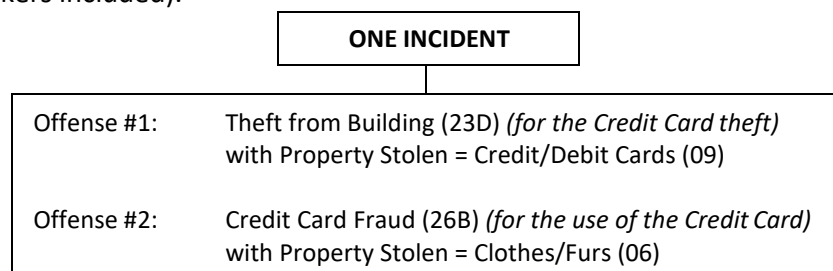 ONE INCIDENT
Offense #1: Theft from Building (23D) (for the Credit Card theft)
with Property Stolen = Credit/Debit Cards (09)
Offense #2: Credit Card Fraud (26B) (for the use of the Credit Card)
with Property Stolen = Clothes/Furs (06)